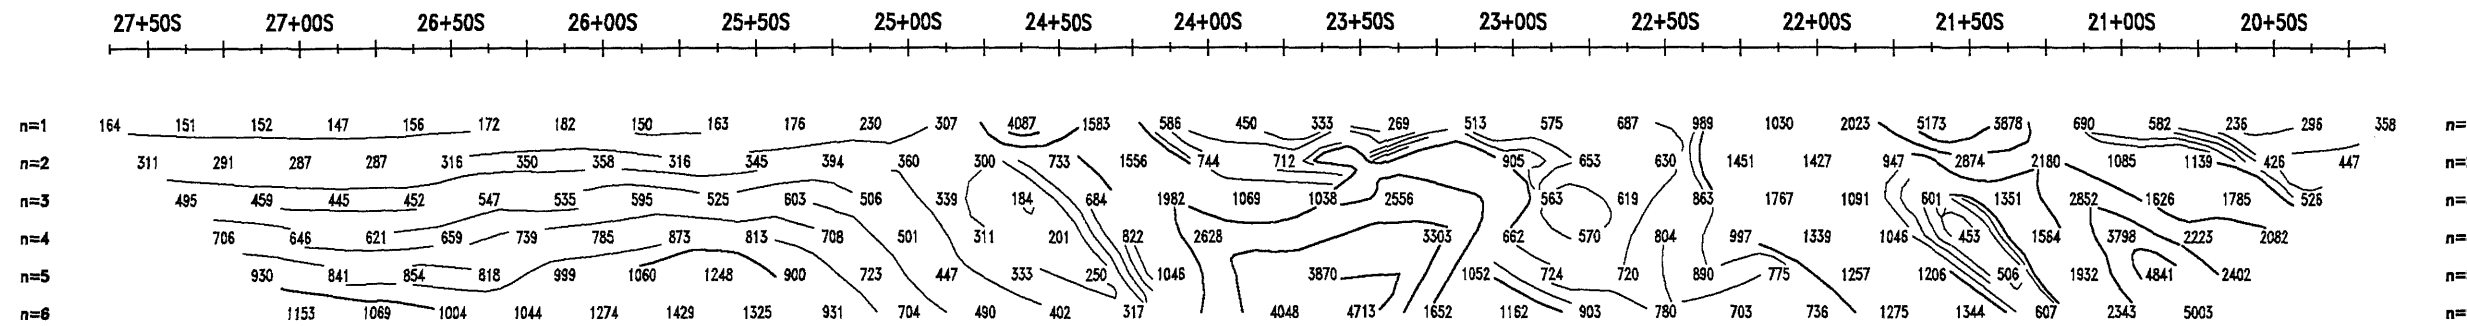 27+50S 27+00S 26+50S 26+00S 25+50S 25+00S 24+50S 24+00S 23+50S 23+00S 22+50S 22+00S 21+50S 21+00S 20+50S
n=1 164 151 152 147 156 172 182 150 163 176 230 307 4087 1583 586 450 333 269 513 575 687 989 1030 2023 5173 3878 690 582 236 296 358 n=
n=2 311 291 287 287 316 350 358 316 345 394 360 300 733 1556 744 712 905 653 630 1451 1427 947 2874 2180 1085 1139 426 447
n=3 495 459 445 452 547 535 595 525 603 506 339 184 684 1982 1069 1038 2556 563 619 863 1767 1091 601 1351 2852 1626 1785 526 n=
n=4 706 646 621 659 739 785 873 813 708 501 311 201 822 2628 3303 662 570 804 997 1339 1046 453 1564 3798 2223 2082 n=
n=5 930 841 854 818 999 1060 1248 900 723 447 333 250 1046 3870 1052 724 720 890 775 1257 1206 506 1932 4841 2402 n=
n=6 1153 1069 1004 1044 1274 1429 1325 931 704 490 402 317 4048 4713 1652 1162 903 780 703 736 1275 1344 607 2343 5003 n=